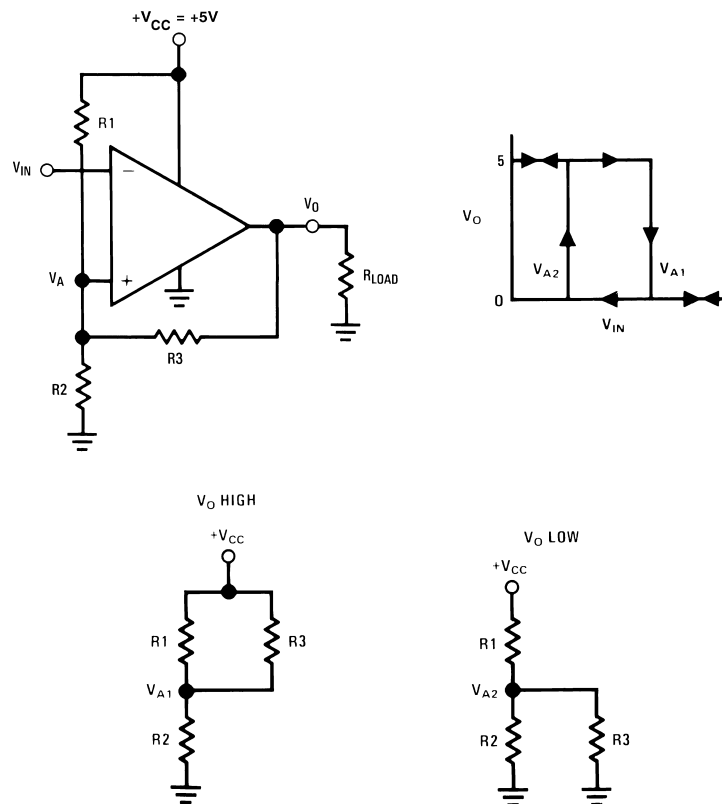 +VCC = +5V
R1
VIN
−
VO
VA
+
RLOAD
R3
R2
5
VO
VA2
VA1
0
VIN
VO HIGH
+VCC
R1
R3
VA1
R2
VO LOW
+VCC
R1
VA2
R2
R3